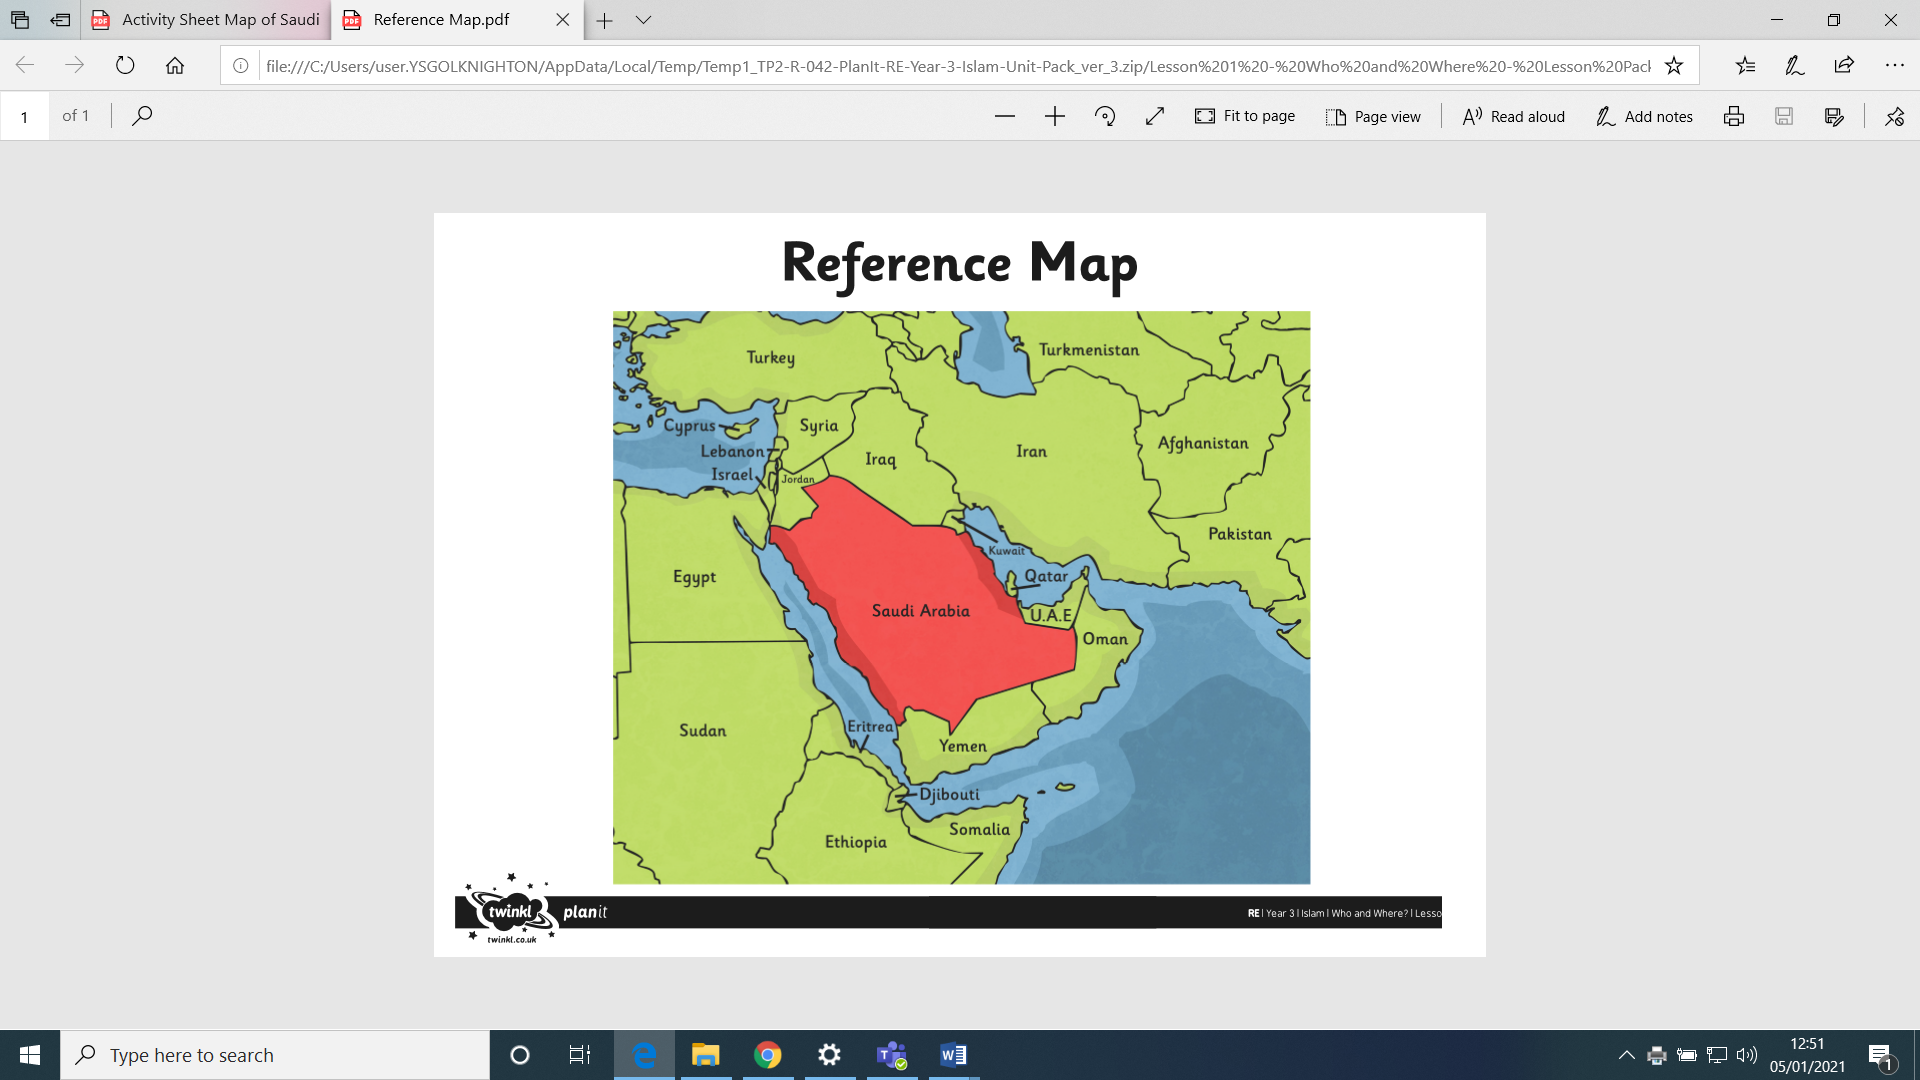 Activity Sheet Map of Saudi
Reference Map.pdf
file:///C:/Users/user.YSGOLKNIGHTON/AppData/Local/Temp/Temp1_TP2-R-042-PlanIt-RE-Year-3-Islam-Unit-Pack_ver_3.zip/Lesson%201%20-%20Who%20and%20Where%20-%20Lesson%20Pack
1 of 1
Fit to page
Page view
Read aloud
Add notes
Reference Map
Turkey
Turkmenistan
Cyprus
Syria
Afghanistan
Lebanon
Iraq
Iran
Israel
Jordan
Pakistan
Kuwait
Egypt
Qatar
Saudi Arabia
U.A.E
Oman
Sudan
Eritrea
Yemen
Djibouti
Somalia
Ethiopia
twinkl planit
twinkl.co.uk
RE | Year 3 | Islam | Who and Where? | Lesso
Type here to search
12:51
05/01/2021
1